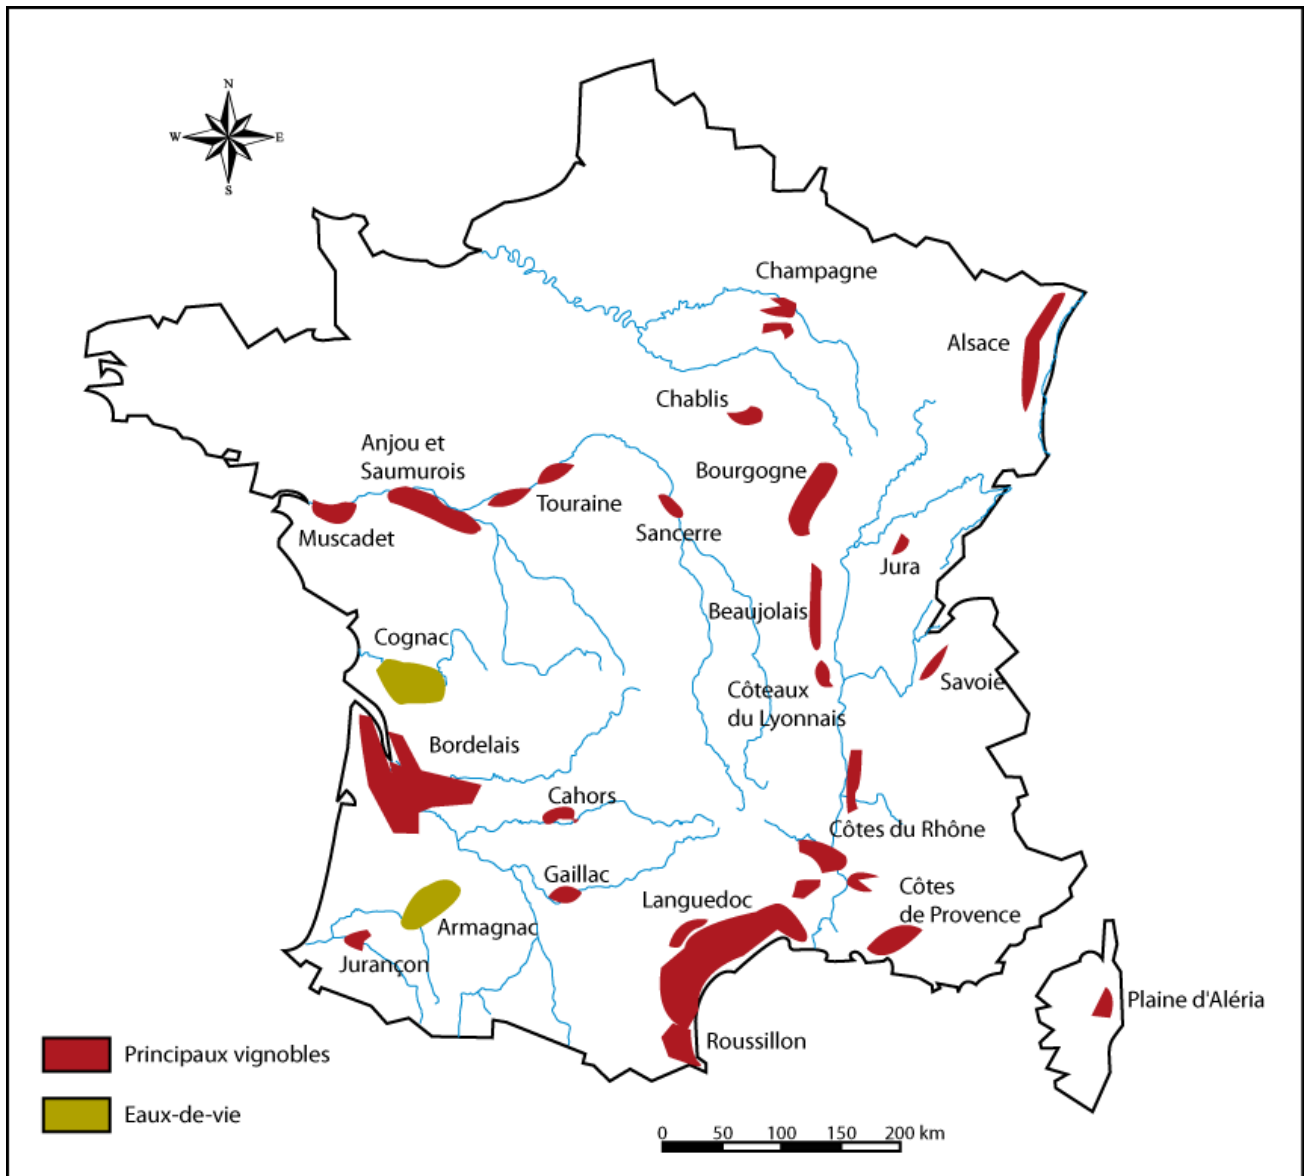 N
W
E
S
Champagne
Alsace
Chablis
Anjou et
Saumurois
Bourgogne
Touraine
Sancerre
Muscadet
Jura
Beaujolais
Cognac
Savoie
Côteaux
du Lyonnais
Bordelais
Cahors
Côtes du Rhône
Gaillac
Côtes
de Provence
Languedoc
Armagnac
Jurançon
Plaine d'Aléria
Roussillon
Principaux vignobles
Eaux-de-vie
0 50 100 150 200 km